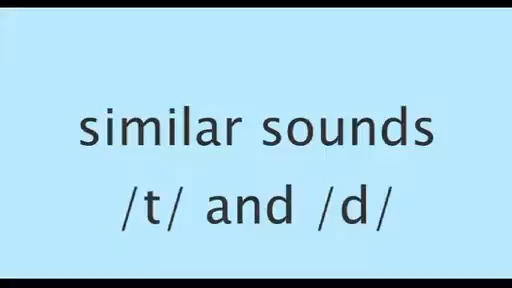 similar sounds
/t/ and /d/